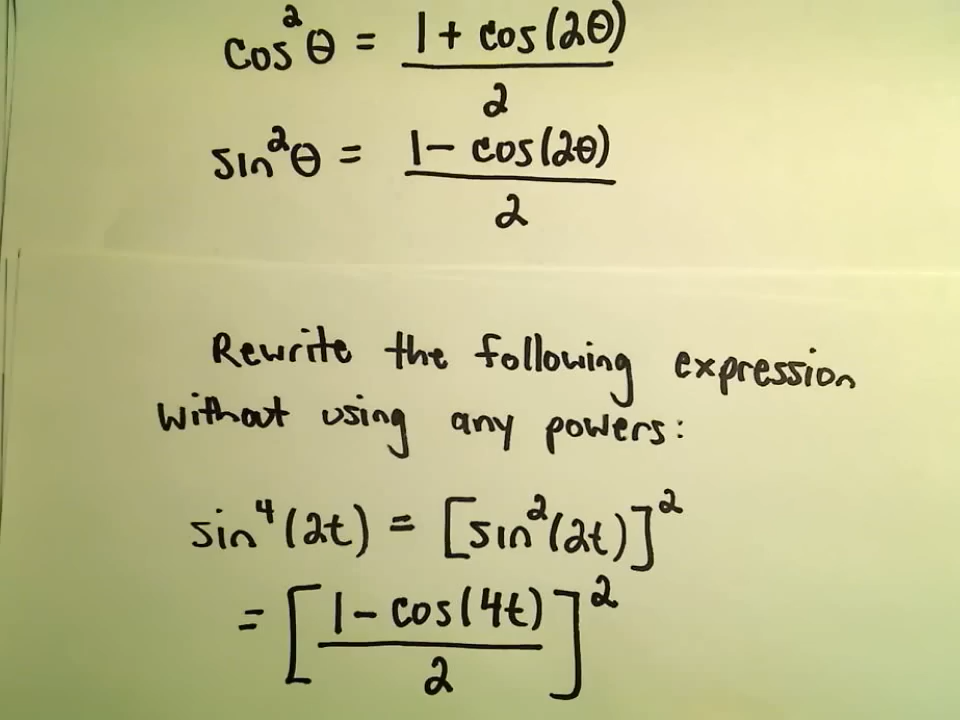 cos²θ = (1 + cos(2θ))/2
sin²θ = (1 - cos(2θ))/2
Rewrite the following expression
without using any powers:
sin⁴(2t) = [sin²(2t)]²
= [(1 - cos(4t))/2]²